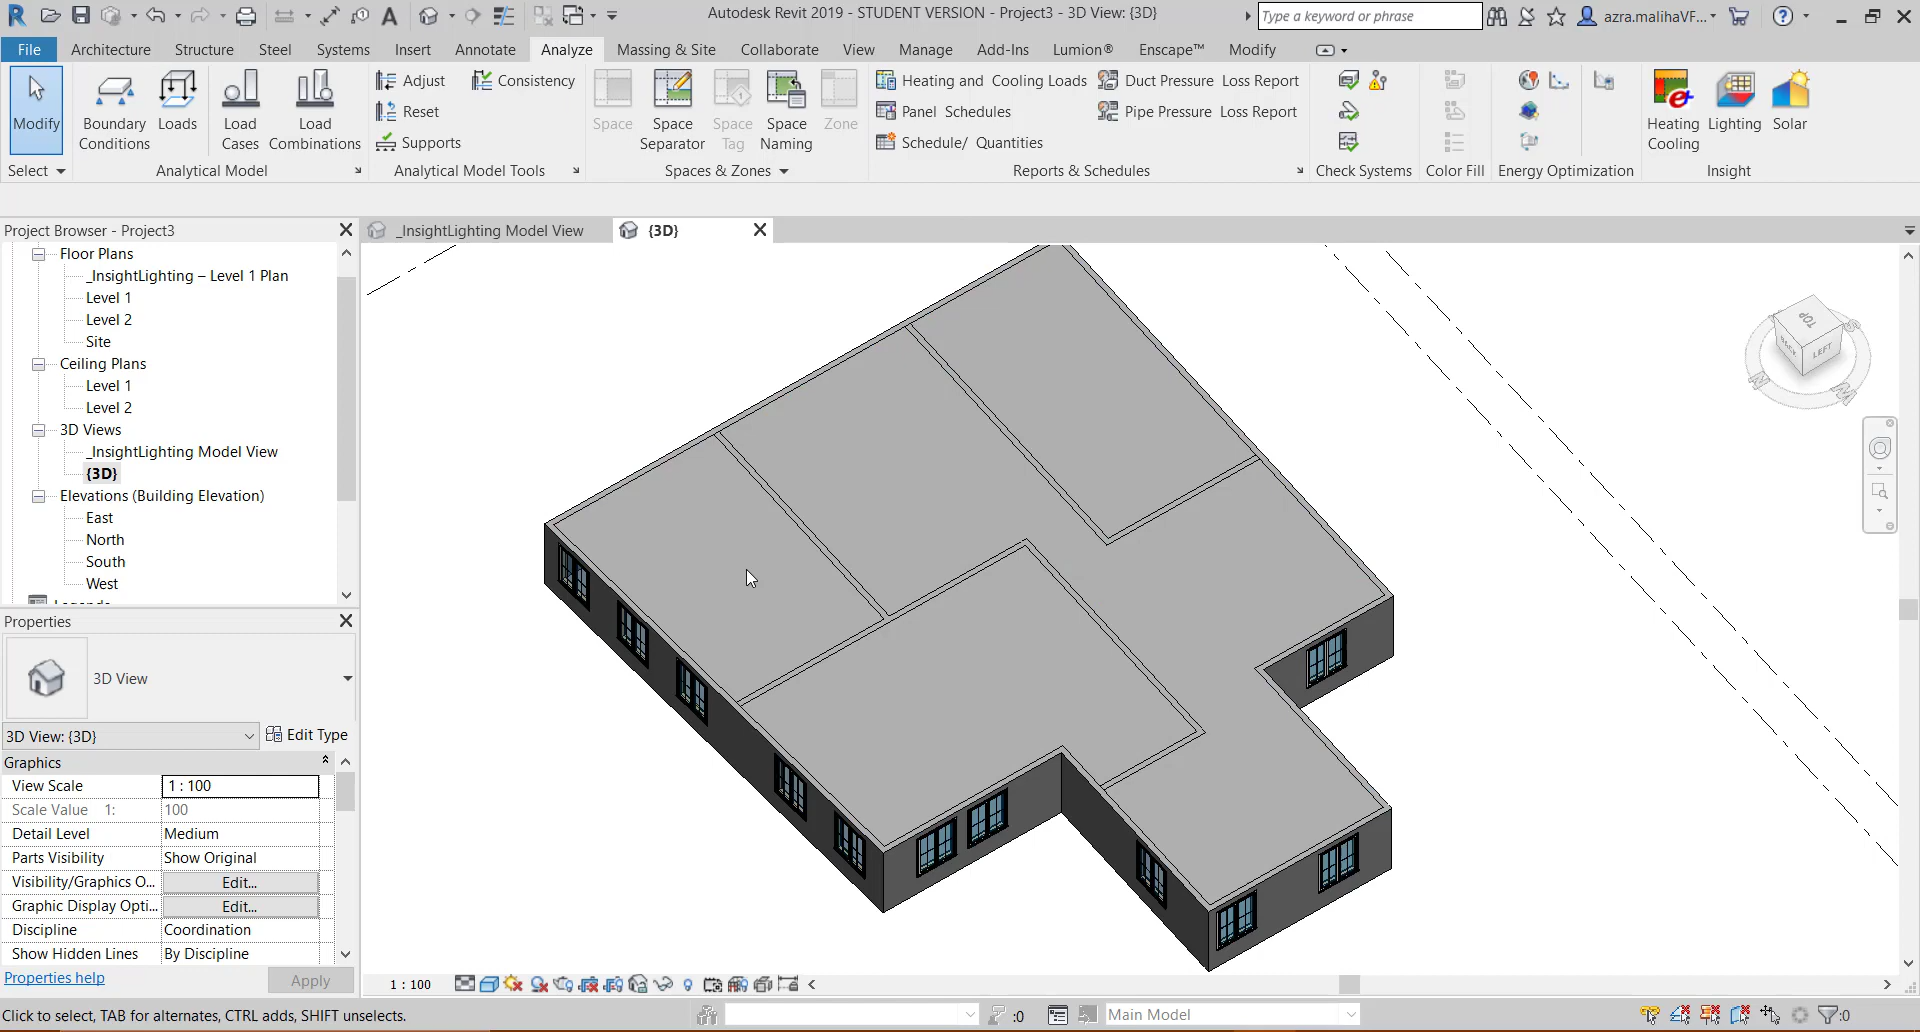 Autodesk Revit 2019 - STUDENT VERSION - Project3 - 3D View: {3D}
Type a keyword or phrase
azra.malihaVF...
File Architecture Structure Steel Systems Insert Annotate Analyze Massing & Site Collaborate View Manage Add-Ins Lumion® Enscape™ Modify
Modify
Boundary Conditions
Loads
Load Cases
Load Combinations
Adjust
Reset
Supports
Consistency
Space
Space Separator
Space Tag
Space Naming
Zone
Heating and Cooling Loads
Panel Schedules
Schedule/ Quantities
Duct Pressure Loss Report
Pipe Pressure Loss Report
Heating Cooling
Lighting
Solar
Select
Analytical Model
Analytical Model Tools
Spaces & Zones
Reports & Schedules
Check Systems
Color Fill
Energy Optimization
Insight
Project Browser - Project3
Floor Plans
_InsightLighting – Level 1 Plan
Level 1
Level 2
Site
Ceiling Plans
Level 1
Level 2
3D Views
_InsightLighting Model View
{3D}
Elevations (Building Elevation)
East
North
South
West
_InsightLighting Model View
{3D}
TOP
BACK
LEFT
S
N
W
Properties
3D View
3D View: {3D}
Edit Type
Graphics
View Scale 1 : 100
Scale Value 1: 100
Detail Level Medium
Parts Visibility Show Original
Visibility/Graphics O... Edit...
Graphic Display Opti... Edit...
Discipline Coordination
Show Hidden Lines By Discipline
Properties help
Apply
1 : 100
Click to select, TAB for alternates, CTRL adds, SHIFT unselects.
:0
Main Model
:0